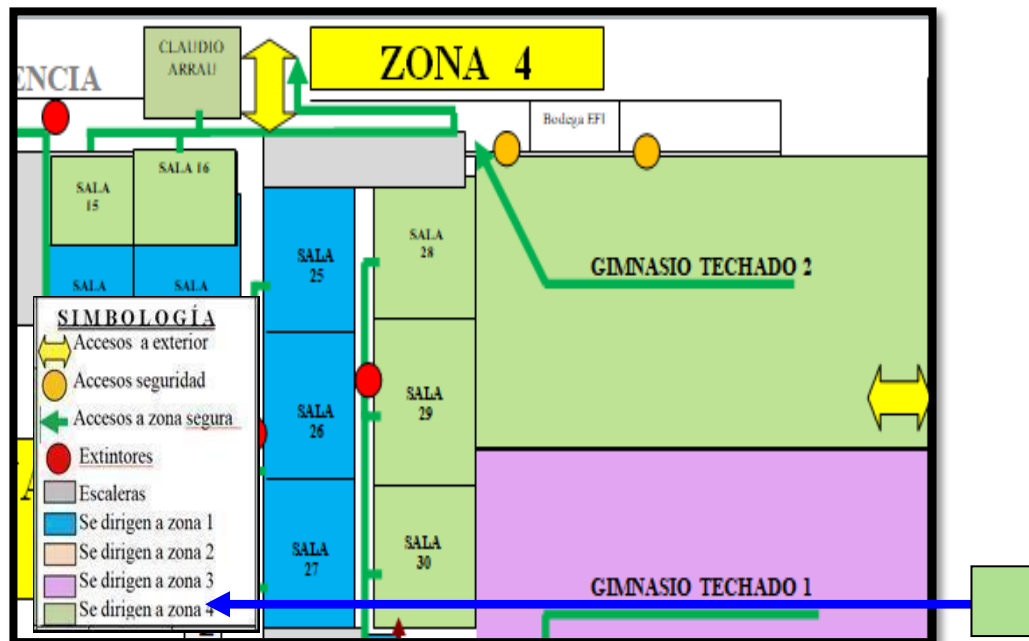 CLAUDIO
ARRAU
ZONA 4
ENCIA
Bodega EFI
SALA
15
SALA 16
SALA
25
SALA
28
GIMNASIO TECHADO 2
SALA
SALA
SIMBOLOGÍA
Accesos a exterior
Accesos seguridad
Accesos a zona segura
Extintores
Escaleras
Se dirigen a zona 1
Se dirigen a zona 2
Se dirigen a zona 3
Se dirigen a zona 4
SALA
26
SALA
29
SALA
27
SALA
30
GIMNASIO TECHADO 1